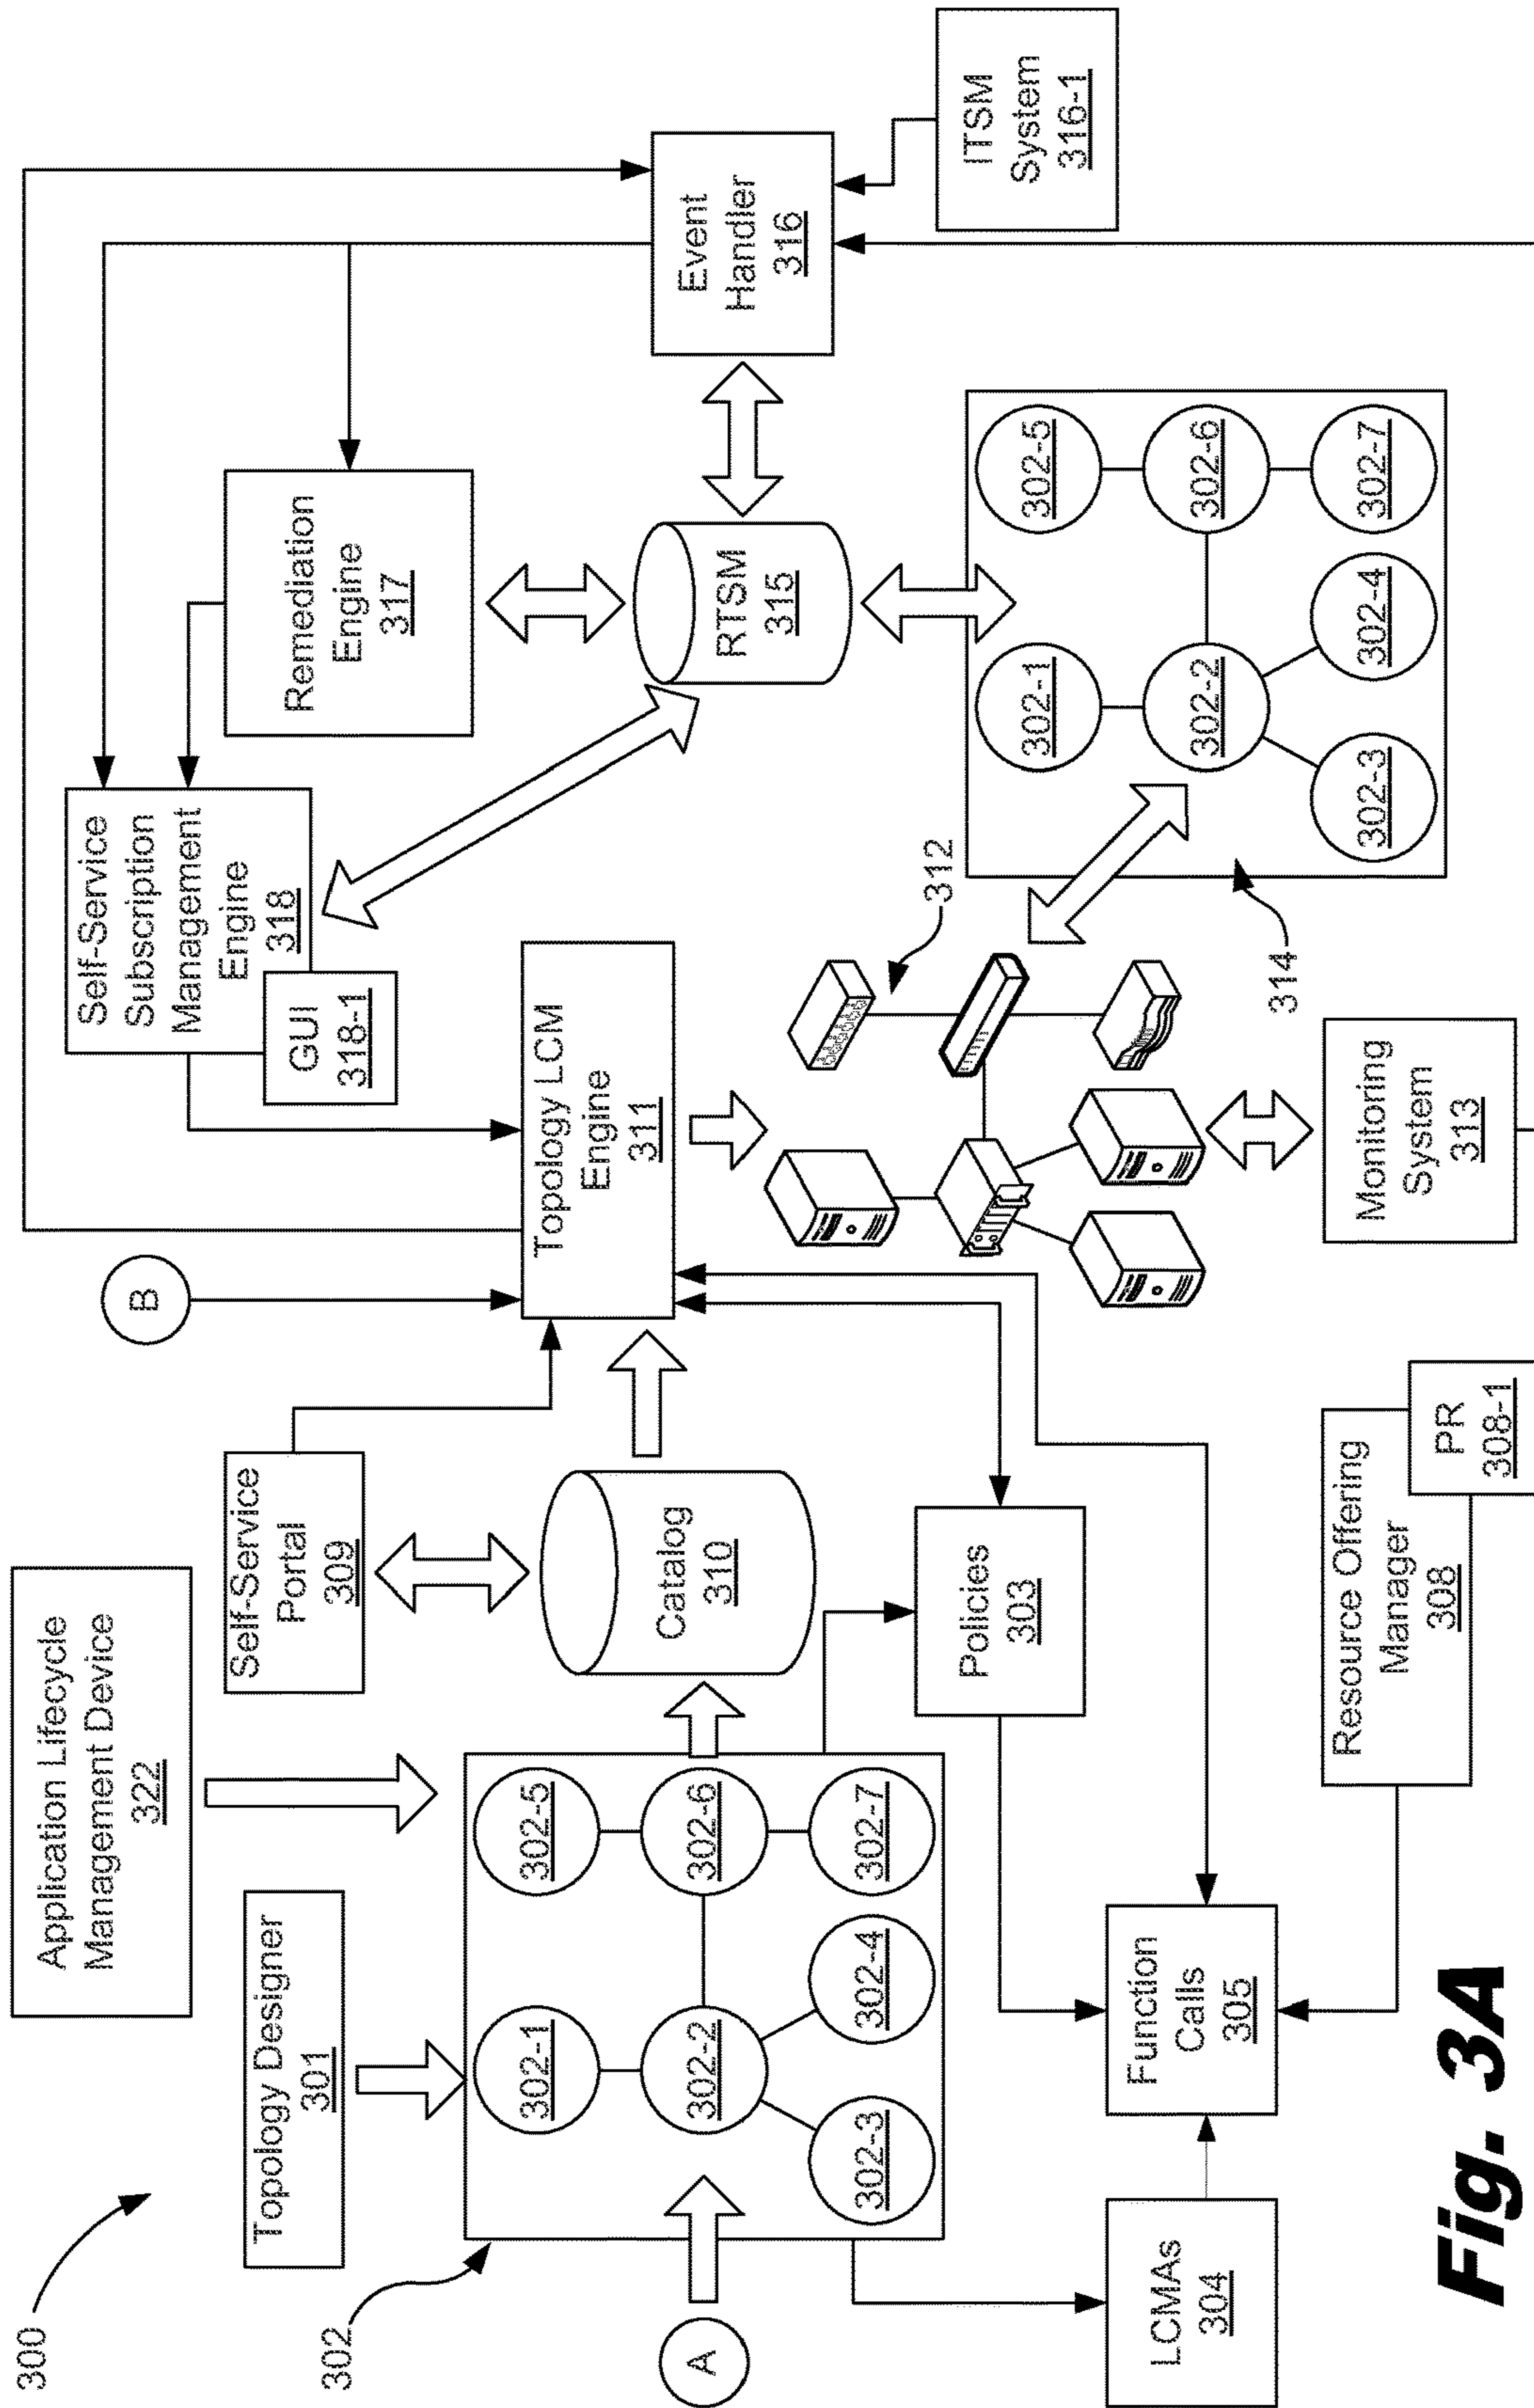 300
Application Lifecycle
Management Device
322
Topology Designer
301
302
302-1
302-2
302-3
302-4
302-5
302-6
302-7
A
LCMAs
304
Function
Calls
305
Policies
303
Self-Service
Portal
309
Catalog
310
Resource Offering
Manager
308
PR
308-1
B
Topology LCM
Engine
311
Self-Service
Subscription
Management
Engine
318
GUI
318-1
Remediation
Engine
317
RTSM
315
Event
Handler
316
ITSM
System
316-1
312
Monitoring
System
313
314
302-1
302-2
302-3
302-4
302-5
302-6
302-7
Fig. 3A